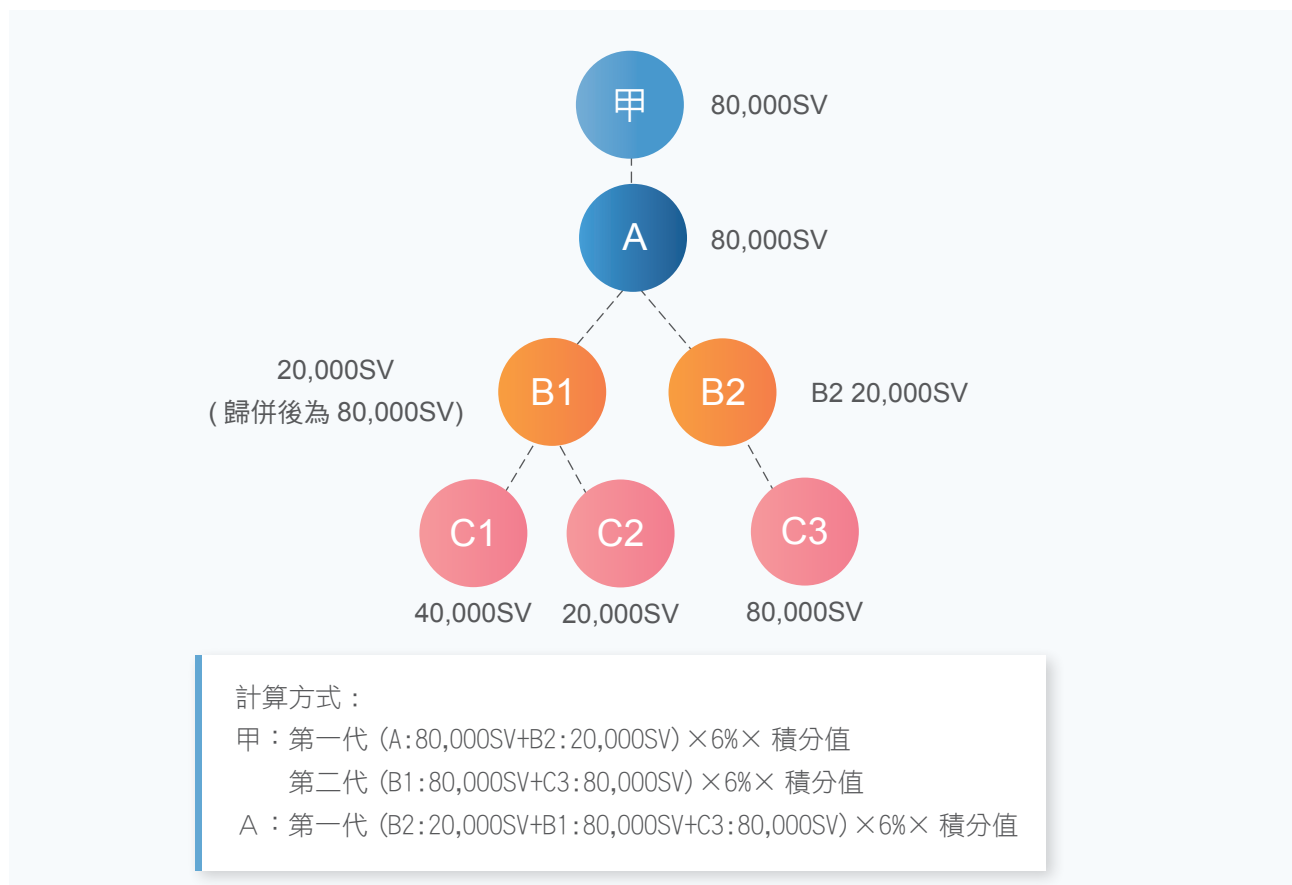 甲
80,000SV
A
80,000SV
20,000SV
(歸併後為 80,000SV)
B1
B2
B2 20,000SV
C1
C2
C3
40,000SV
20,000SV
80,000SV
計算方式:
甲:第一代 (A:80,000SV+B2:20,000SV)×6%× 積分值
第二代 (B1:80,000SV+C3:80,000SV)×6%× 積分值
A:第一代 (B2:20,000SV+B1:80,000SV+C3:80,000SV)×6%× 積分值